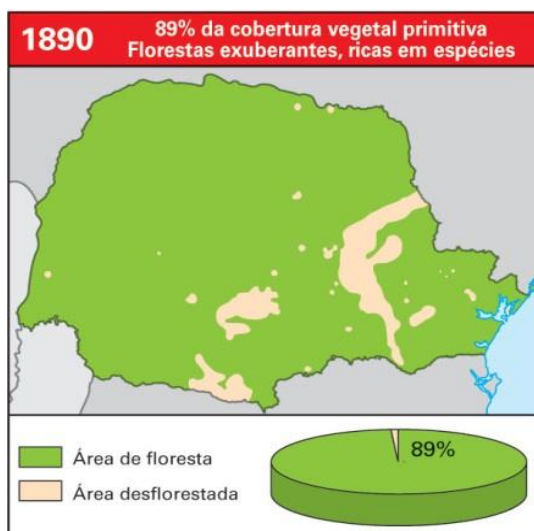 1890
89% da cobertura vegetal primitiva
Florestas exuberantes, ricas em espécies
Área de floresta
Área desflorestada
89%